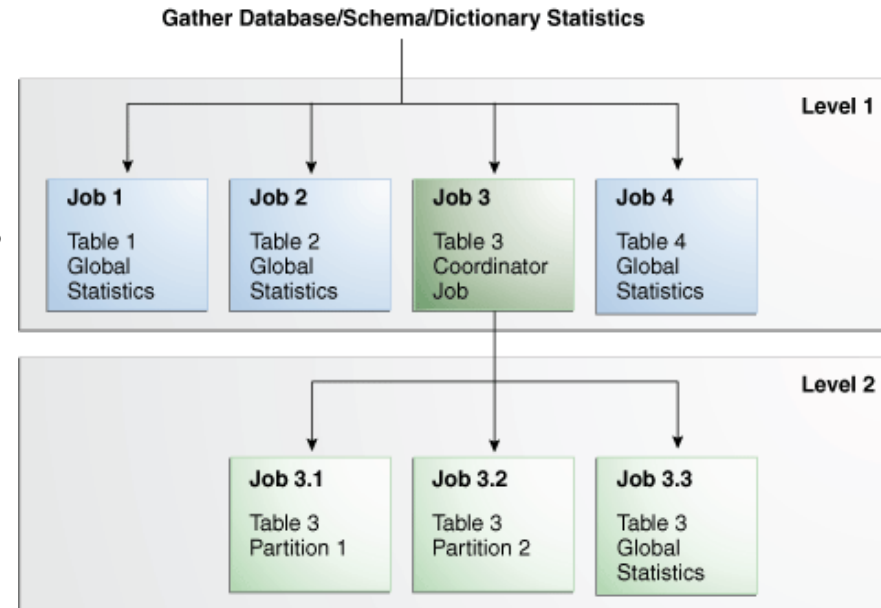 Gather Database/Schema/Dictionary Statistics
Level 1
Job 1
Table 1
Global
Statistics
Job 2
Table 2
Global
Statistics
Job 3
Table 3
Coordinator
Job
Job 4
Table 4
Global
Statistics
Level 2
Job 3.1
Table 3
Partition 1
Job 3.2
Table 3
Partition 2
Job 3.3
Table 3
Global
Statistics